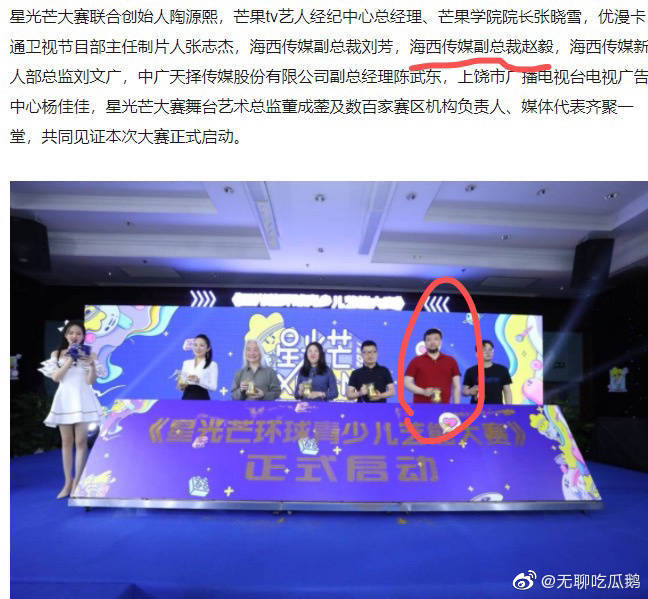 星光芒大赛联合创始人陶源熙，芒果tv艺人经纪中心总经理、芒果学院院长张晓雪，优漫卡
通卫视节目部主任制片人张志杰，海西传媒副总裁刘芳，海西传媒副总裁赵毅，海西传媒新
人部总监刘文广，中广天择传媒股份有限公司副总经理陈武东，上饶市广播电视台电视广告
中心杨佳佳，星光芒大赛舞台艺术总监董成蓥及数百家赛区机构负责人、媒体代表齐聚一
堂，共同见证本次大赛正式启动。
星光芒
《星光芒环球青少儿艺能大赛》
正式启动
@无聊吃瓜鹅